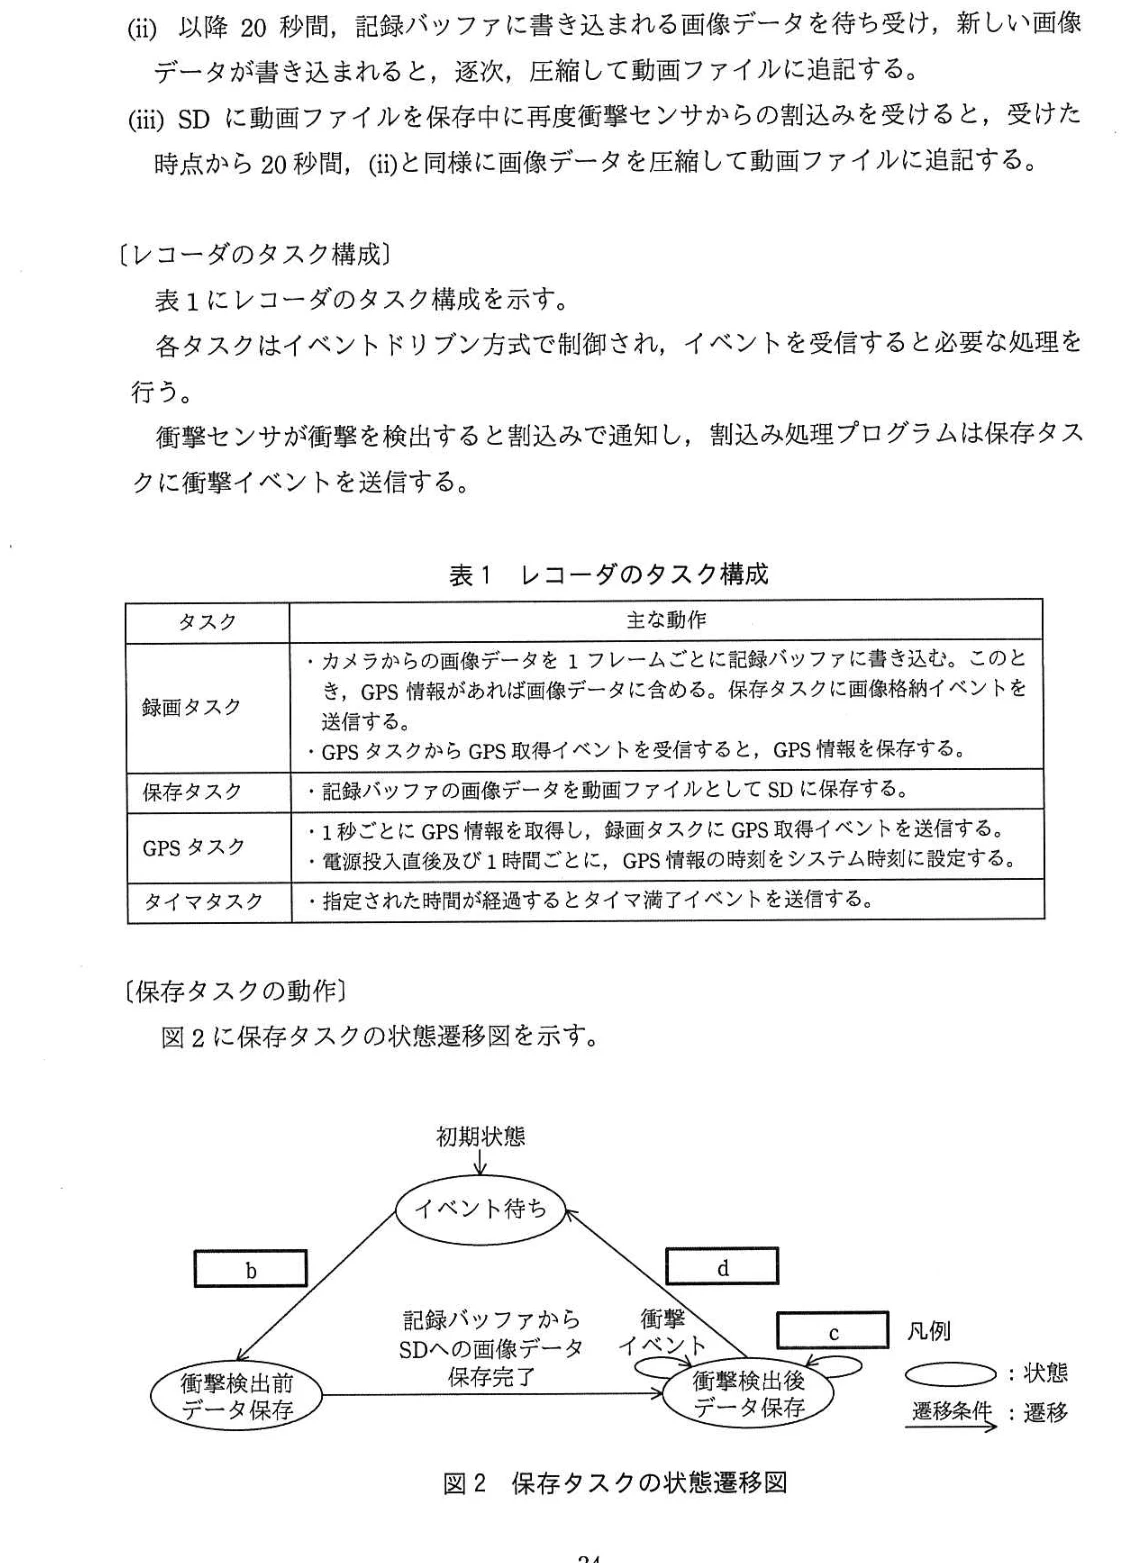 (ii) 以降 20 秒間，記録バッファに書き込まれる画像データを待ち受け，新しい画像
データが書き込まれると，逐次，圧縮して動画ファイルに追記する。
(iii) SD に動画ファイルを保存中に再度衝撃センサからの割込みを受けると，受けた
時点から 20 秒間，(ii)と同様に画像データを圧縮して動画ファイルに追記する。
〔レコーダのタスク構成〕
表 1 にレコーダのタスク構成を示す。
各タスクはイベントドリブン方式で制御され，イベントを受信すると必要な処理を
行う。
衝撃センサが衝撃を検出すると割込みで通知し，割込み処理プログラムは保存タス
クに衝撃イベントを送信する。
表 1　レコーダのタスク構成
タスク　主な動作
録画タスク
・カメラからの画像データを 1 フレームごとに記録バッファに書き込む。このと
き，GPS 情報があれば画像データに含める。保存タスクに画像格納イベントを
送信する。
・GPS タスクから GPS 取得イベントを受信すると，GPS 情報を保存する。
保存タスク　・記録バッファの画像データを動画ファイルとして SD に保存する。
GPS タスク
・1 秒ごとに GPS 情報を取得し，録画タスクに GPS 取得イベントを送信する。
・電源投入直後及び 1 時間ごとに，GPS 情報の時刻をシステム時刻に設定する。
タイマタスク　・指定された時間が経過するとタイマ満了イベントを送信する。
〔保存タスクの動作〕
図 2 に保存タスクの状態遷移図を示す。
初期状態
イベント待ち
b
d
記録バッファから
SDへの画像データ
保存完了
衝撃
イベント
c
衝撃検出前
データ保存
衝撃検出後
データ保存
凡例
：状態
遷移条件 ：遷移
図 2　保存タスクの状態遷移図